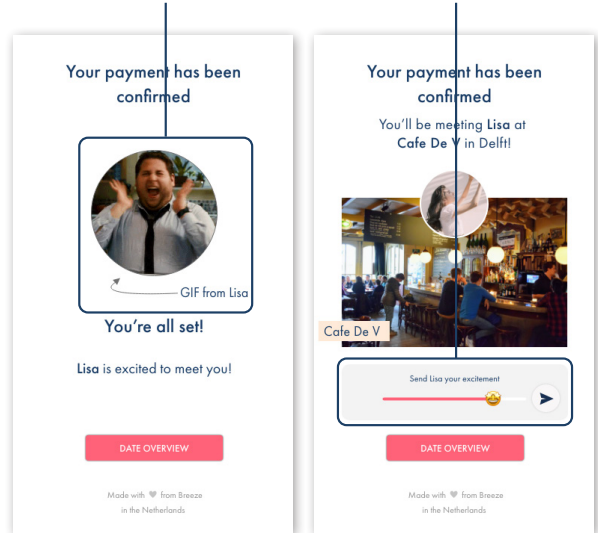 Your payment has been
confirmed
GIF from Lisa
You're all set!
Lisa is excited to meet you!
DATE OVERVIEW
Made with ♥ from Breeze
in the Netherlands
Your payment has been
confirmed
You'll be meeting Lisa at
Cafe De V in Delft!
Cafe De V
Send Lisa your excitement
DATE OVERVIEW
Made with ♥ from Breeze
in the Netherlands